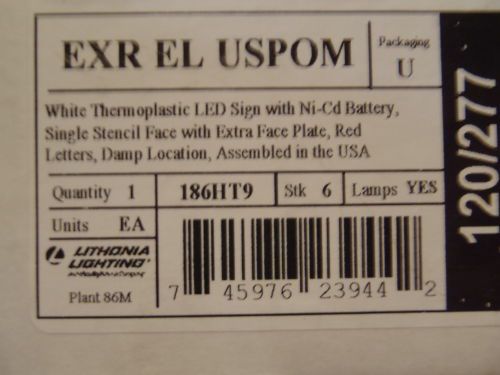 EXR EL USPOM
Packaging
U
White Thermoplastic LED Sign with Ni-Cd Battery,
Single Stencil Face with Extra Face Plate, Red
Letters, Damp Location, Assembled in the USA
Quantity 1
186HT9
Stk 6
Lamps YES
Units EA
LITHONIA
LIGHTING
Plant 86M
7 45976 23944 2
120/277